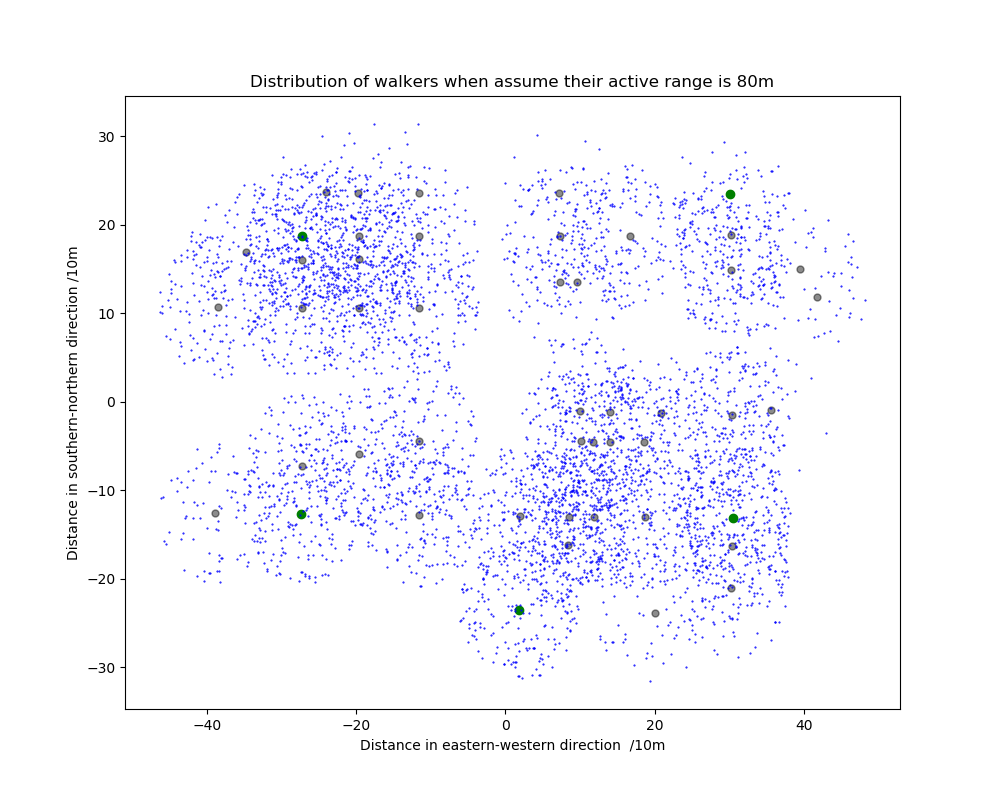 Distribution of walkers when assume their active range is 80m
30
20
10
0
−10
−20
−30
Distance in southern-northern direction /10m
−40 −20 0 20 40
Distance in eastern-western direction  /10m